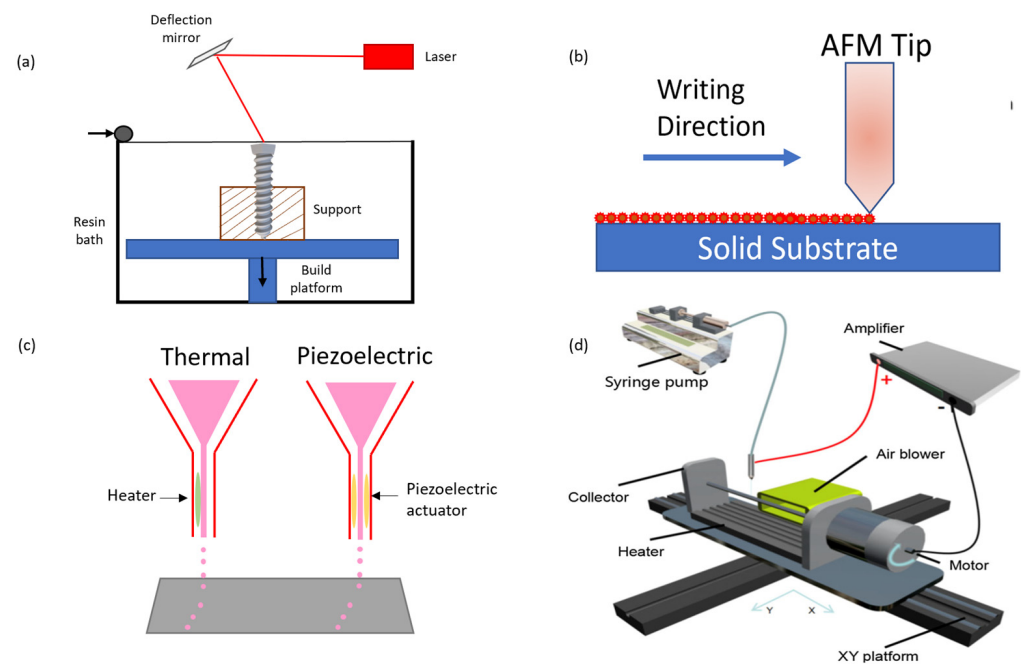 (a)
Deflection
mirror
Laser
Resin
bath
Support
Build
platform
(b)
AFM Tip
Writing
Direction
Solid Substrate
(c)
Thermal
Piezoelectric
Heater
Piezoelectric
actuator
(d)
Syringe pump
Amplifier
+
-
Air blower
Collector
Heater
Motor
Y
X
XY platform